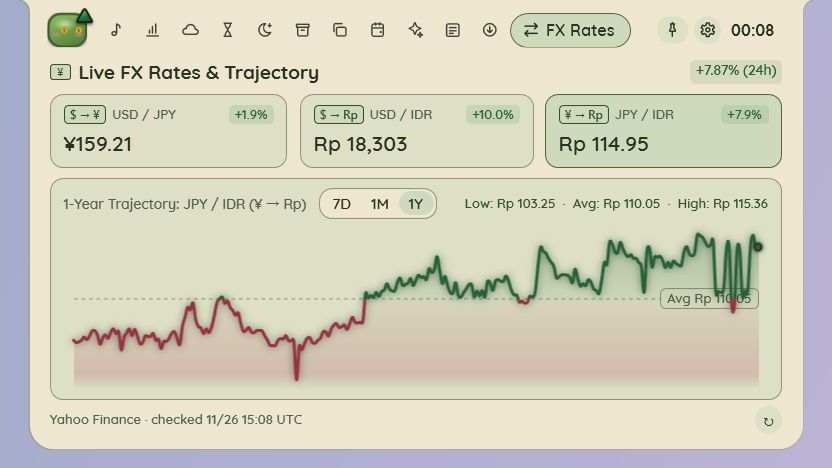 FX Rates
00:08
¥ Live FX Rates & Trajectory
+7.87% (24h)
$ → ¥ USD / JPY +1.9%
¥159.21
$ → Rp USD / IDR +10.0%
Rp 18,303
¥ → Rp JPY / IDR +7.9%
Rp 114.95
1-Year Trajectory: JPY / IDR (¥ → Rp)
7D 1M 1Y
Low: Rp 103.25 · Avg: Rp 110.05 · High: Rp 115.36
Avg Rp 110.05
Yahoo Finance · checked 11/26 15:08 UTC